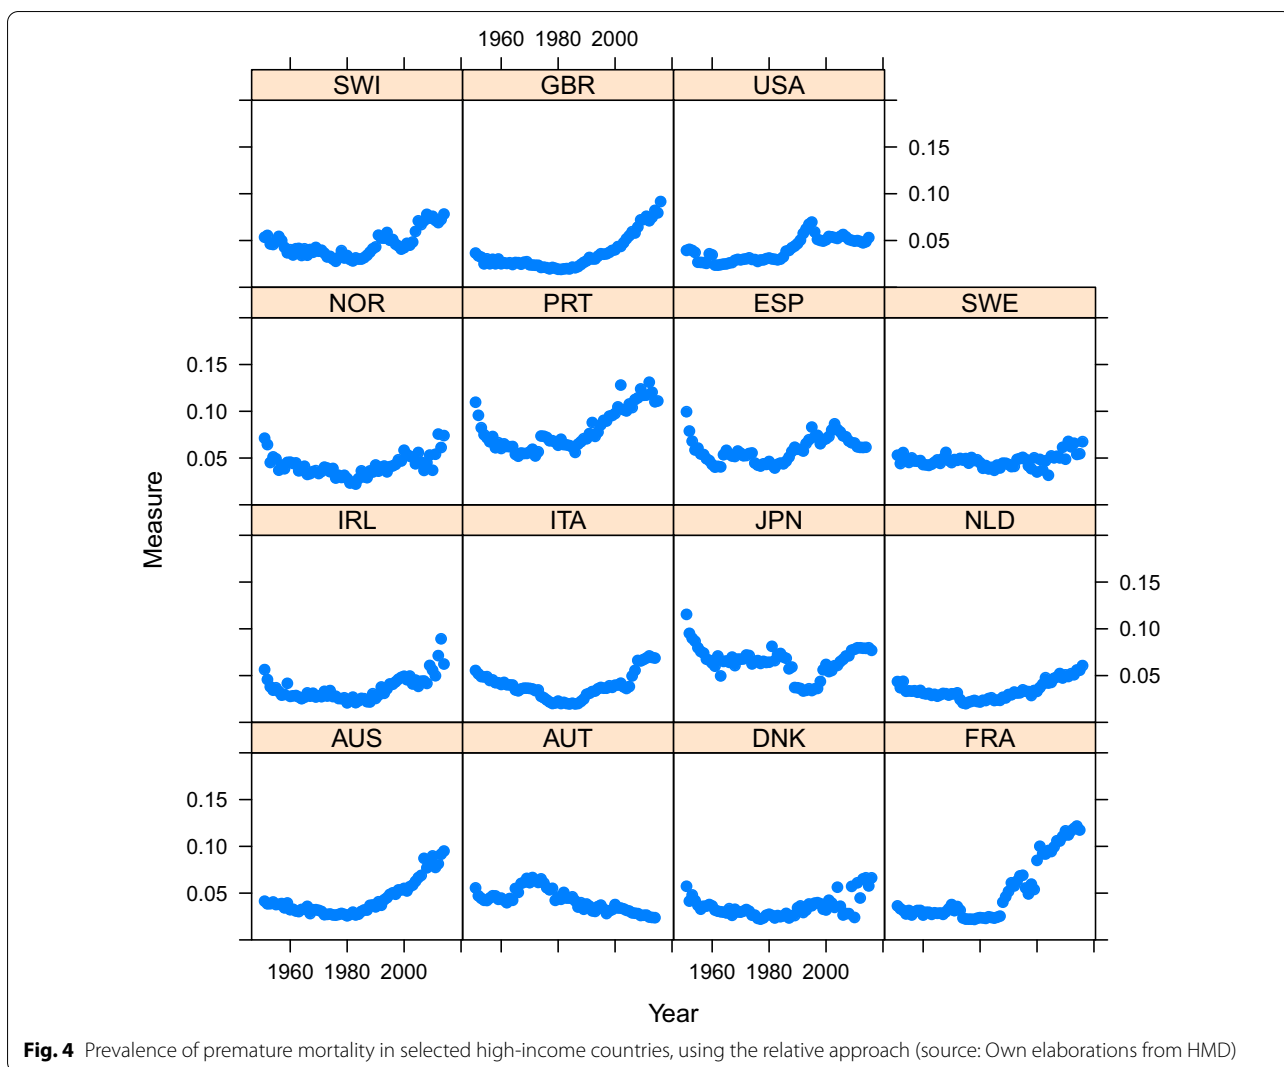 1960 1980 2000
SWI GBR USA
0.15
0.10
0.05
NOR PRT ESP SWE
0.15
0.10
0.05
Measure
IRL ITA JPN NLD
0.15
0.10
0.05
AUS AUT DNK FRA
0.15
0.10
0.05
1960 1980 2000 1960 1980 2000
Year
Fig. 4 Prevalence of premature mortality in selected high-income countries, using the relative approach (source: Own elaborations from HMD)